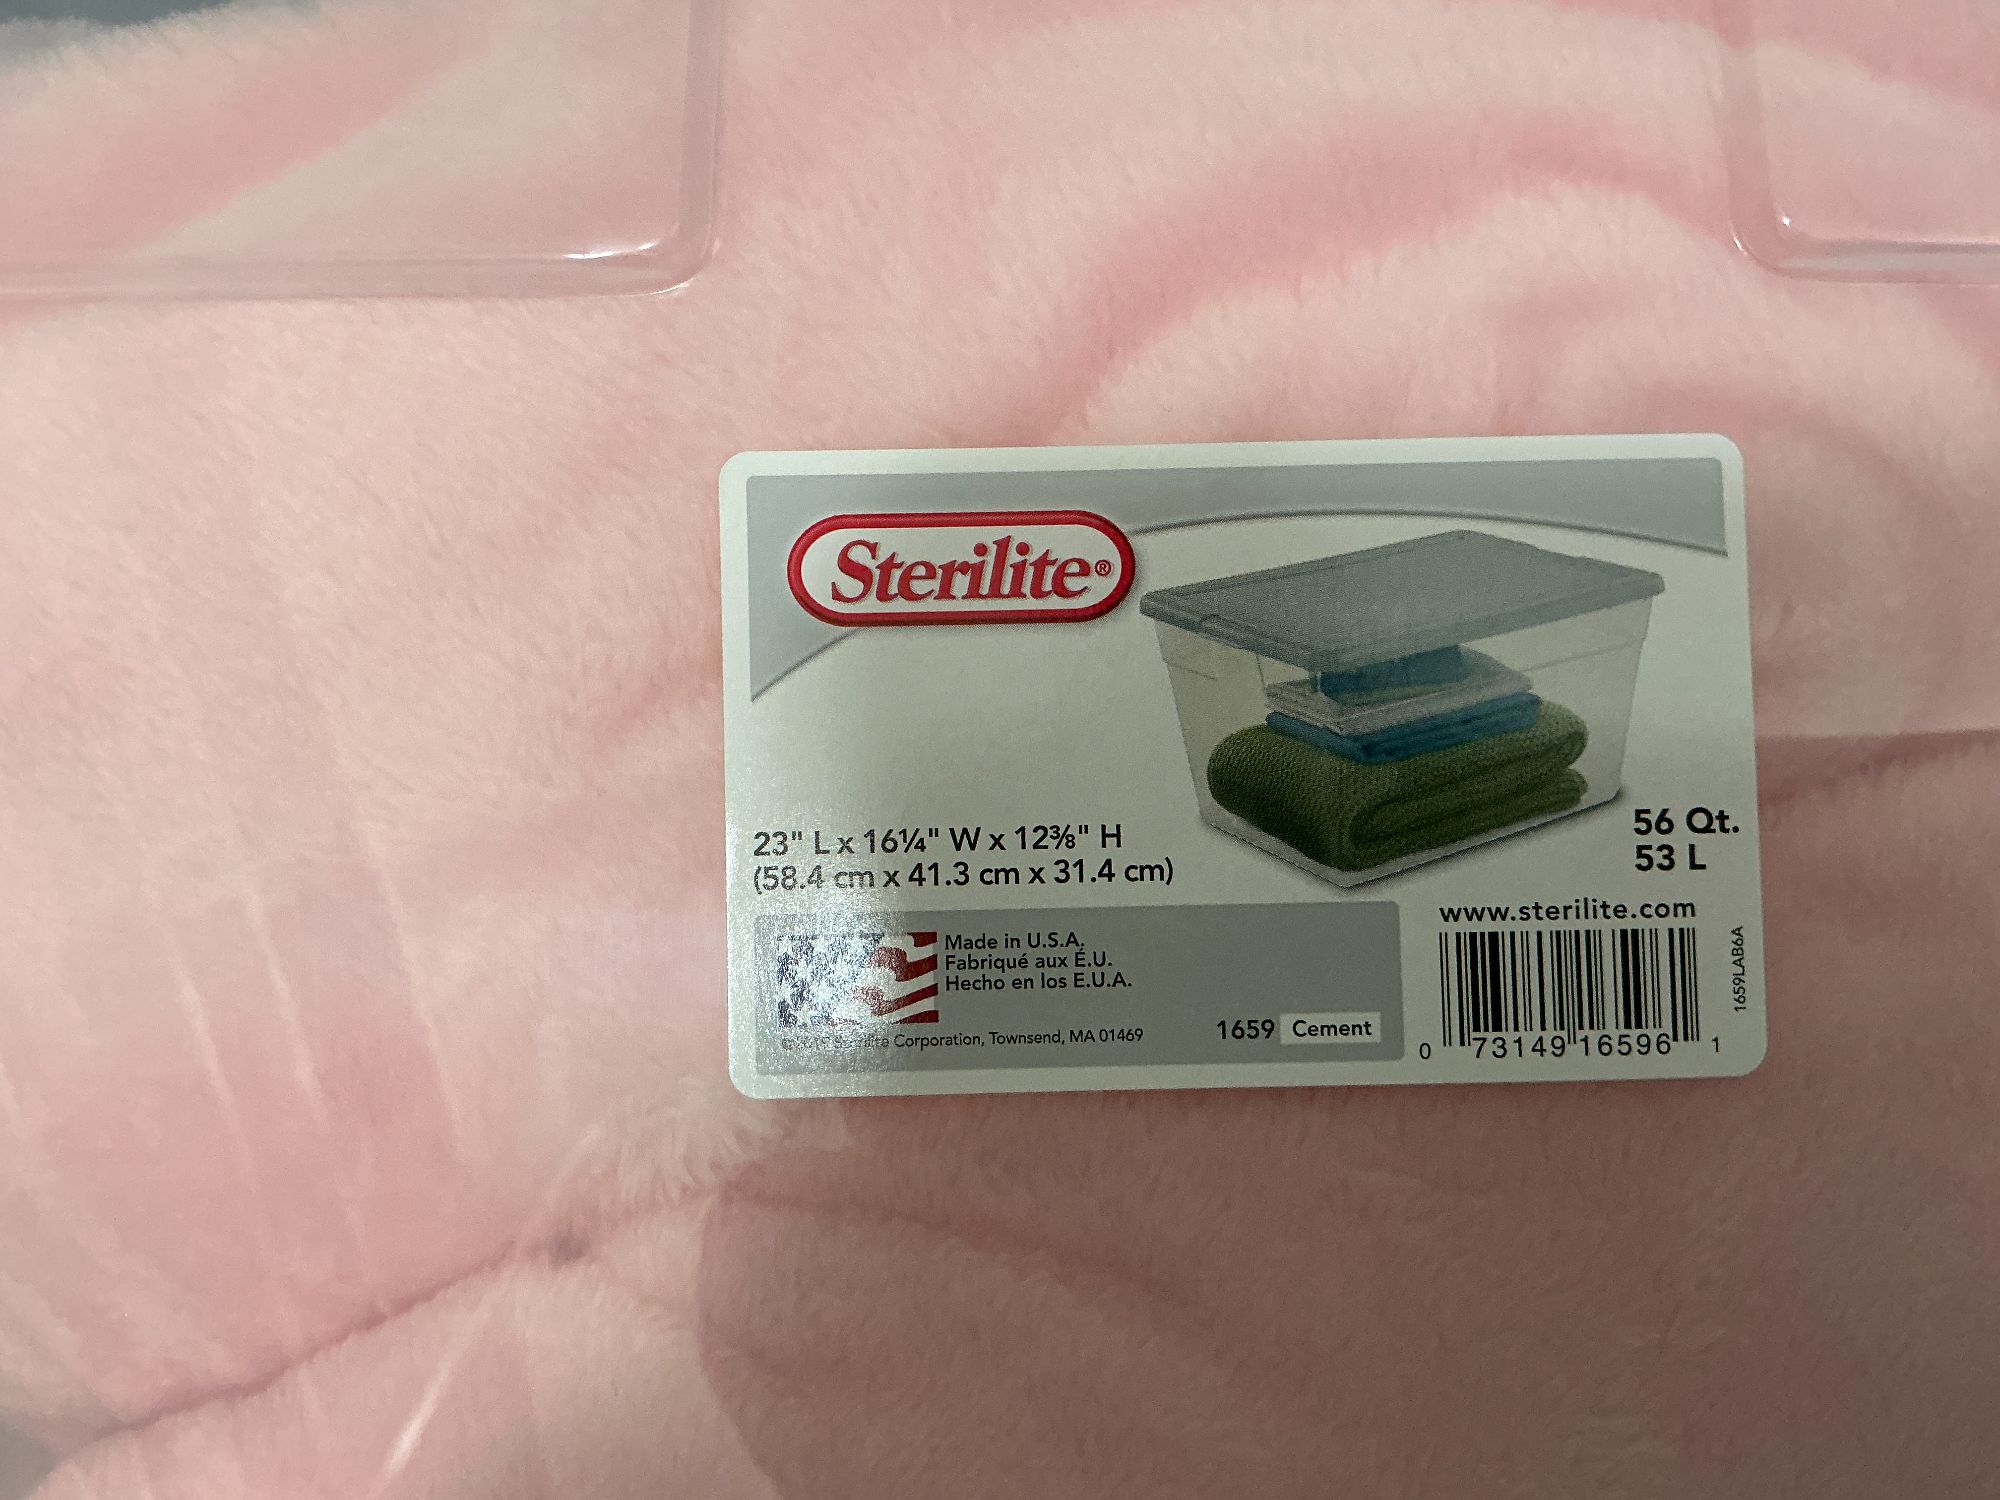 Sterilite®
23" L x 16¼" W x 12⅜" H
(58.4 cm x 41.3 cm x 31.4 cm)
56 Qt.
53 L
www.sterilite.com
Made in U.S.A.
Fabriqué aux É.U.
Hecho en los E.U.A.
Sterilite Corporation, Townsend, MA 01469
1659 Cement
0 73149 16596 1
1659LAB6A